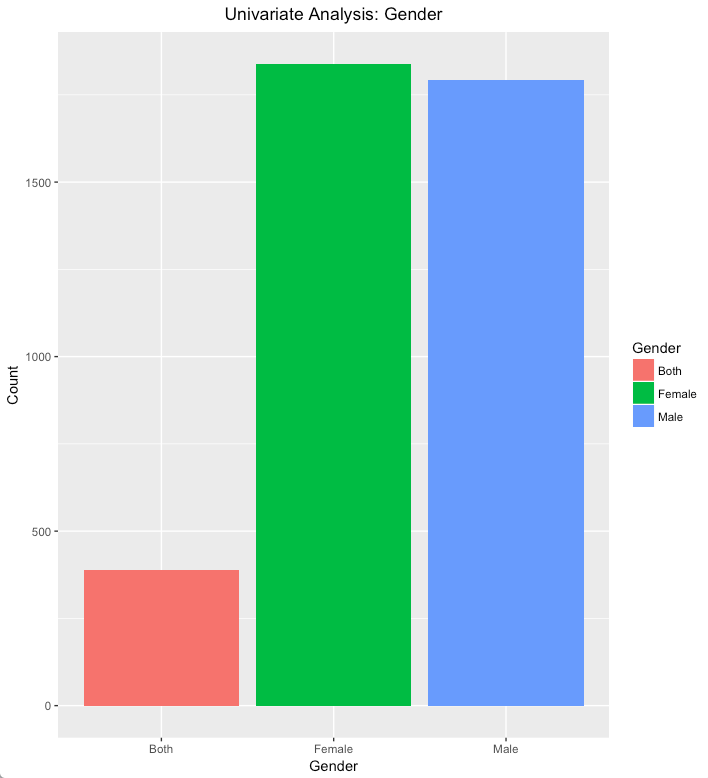 Univariate Analysis: Gender
1500
1000
500
0
Count
Both
Female
Male
Gender
Gender
Both
Female
Male